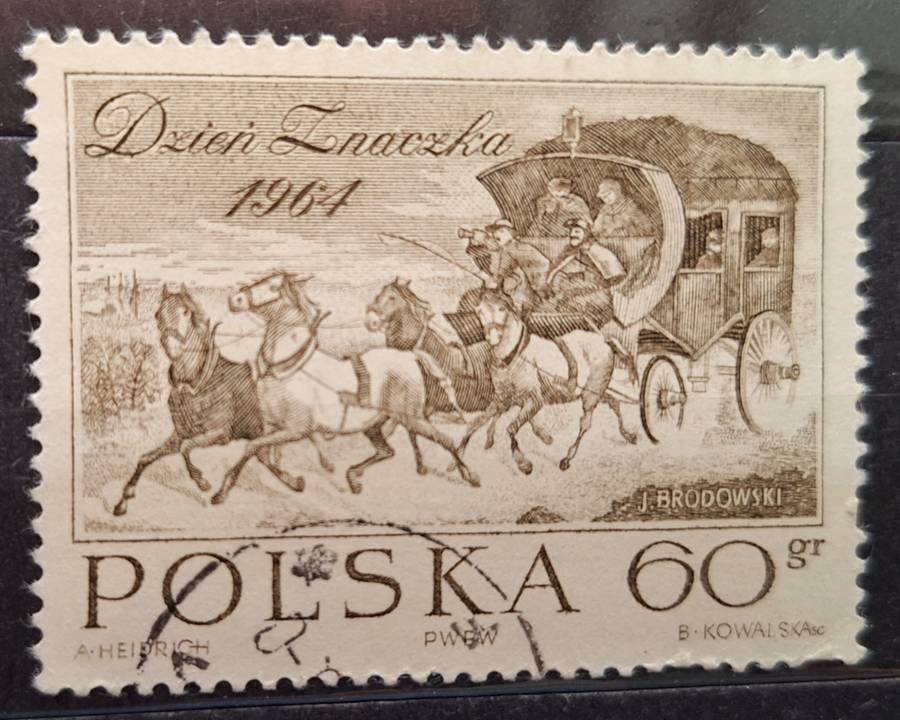 Dzień Znaczka
1964
J. BRODOWSKI
POLSKA 60 gr
A·HEIDRICH PWPW B·KOWALSKA sc